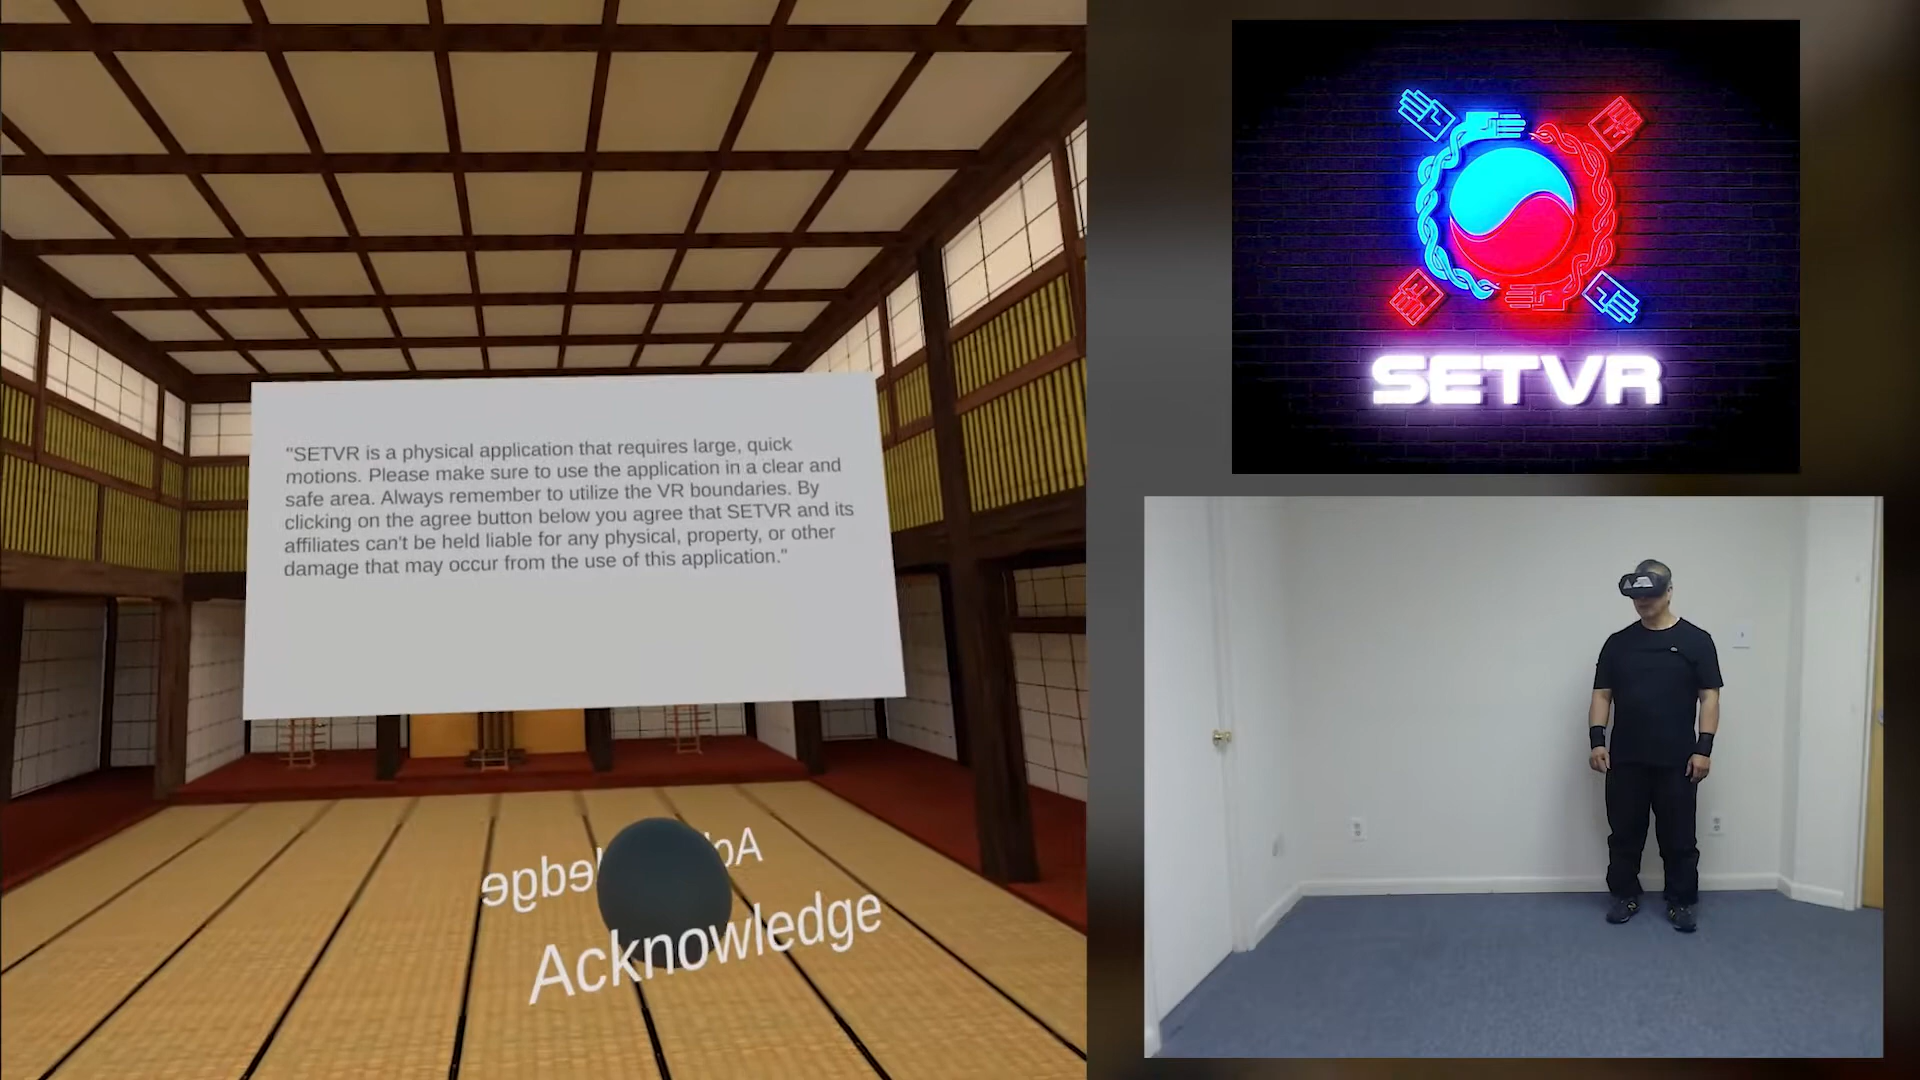 "SETVR is a physical application that requires large, quick
motions. Please make sure to use the application in a clear and
safe area. Always remember to utilize the VR boundaries. By
clicking on the agree button below you agree that SETVR and its
affiliates can't be held liable for any physical, property, or other
damage that may occur from the use of this application."
Acknowledge
SETVR